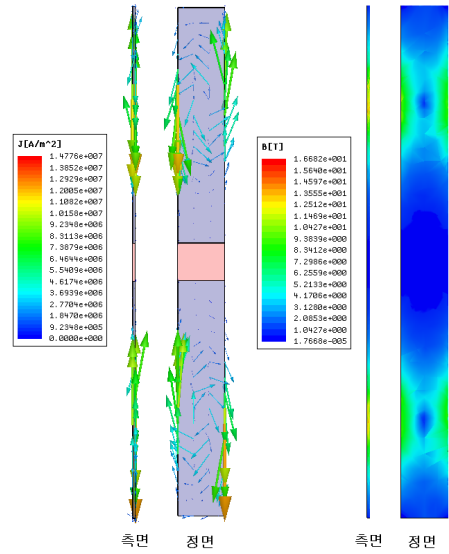 J[A/m^2]
1.4776e+007
1.3852e+007
1.2929e+007
1.2005e+007
1.1082e+007
1.0158e+007
9.2348e+006
8.3113e+006
7.3879e+006
6.4644e+006
5.5409e+006
4.6174e+006
3.6939e+006
2.7704e+006
1.8470e+006
9.2348e+005
0.0000e+000
B[T]
1.6682e+001
1.5640e+001
1.4597e+001
1.3555e+001
1.2512e+001
1.1469e+001
1.0427e+001
9.3839e+000
8.3412e+000
7.2986e+000
6.2559e+000
5.2133e+000
4.1706e+000
3.1280e+000
2.0853e+000
1.0427e+000
1.7668e-005
측면 정면 측면 정면